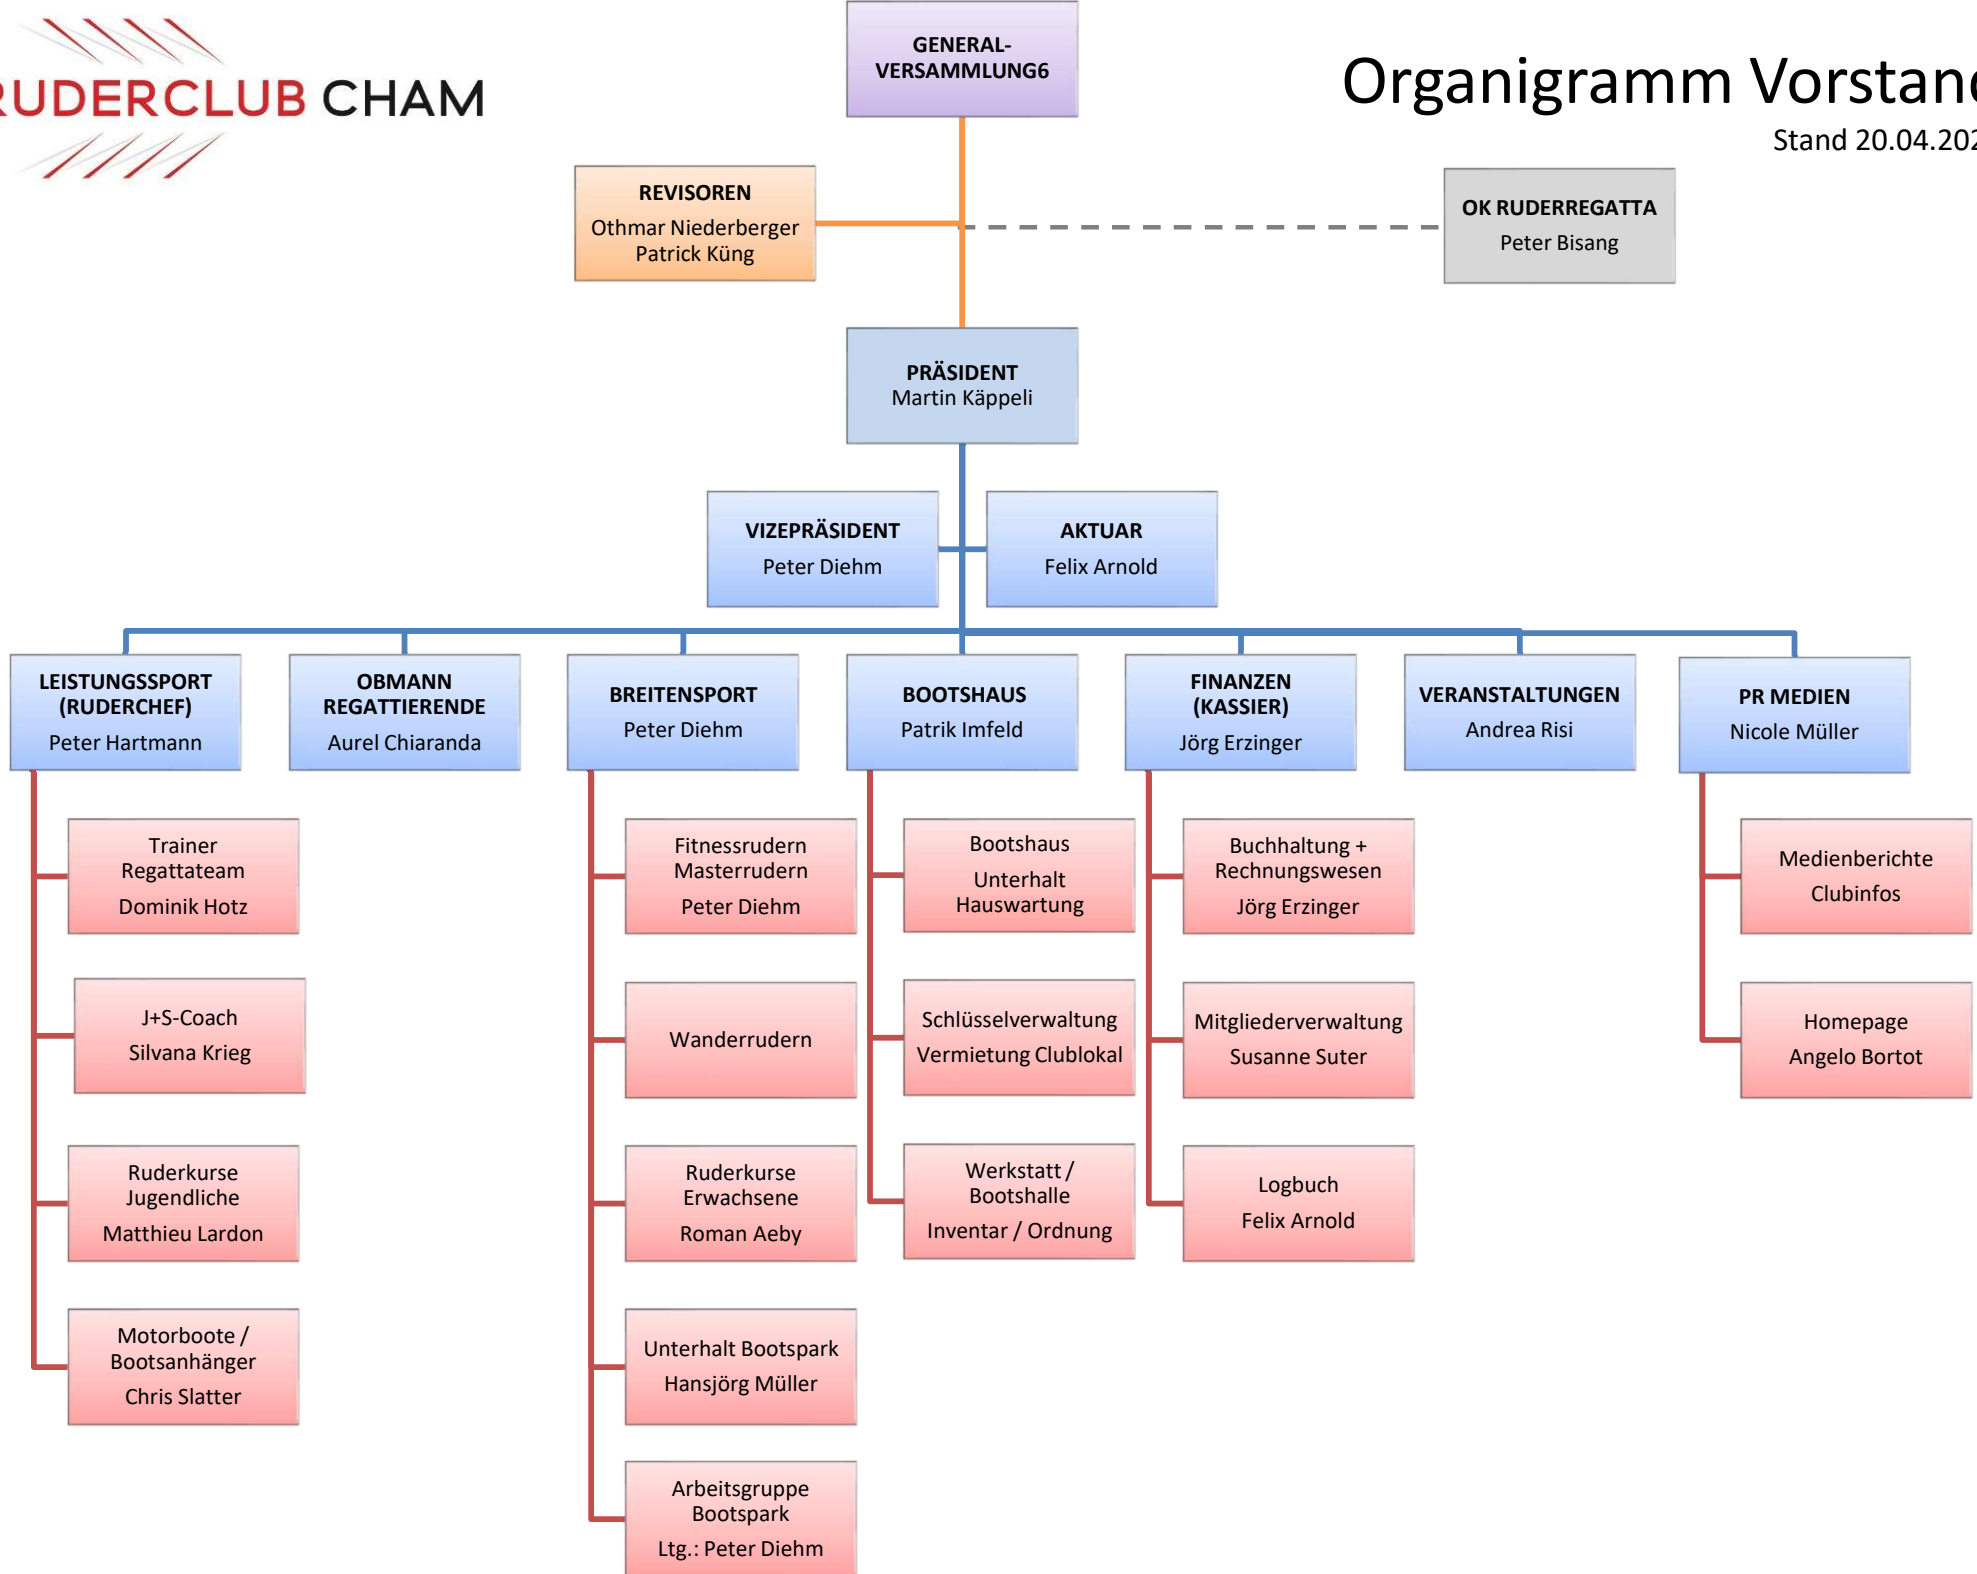 RUDERCLUB CHAM
Organigramm Vorstand
Stand 20.04.202
GENERAL-
VERSAMMLUNG6
REVISOREN
Othmar Niederberger
Patrick Küng
OK RUDERREGATTA
Peter Bisang
PRÄSIDENT
Martin Käppeli
VIZEPRÄSIDENT
Peter Diehm
AKTUAR
Felix Arnold
LEISTUNGSSPORT
(RUDERCHEF)
Peter Hartmann
OBMANN
REGATTIERENDE
Aurel Chiaranda
BREITENSPORT
Peter Diehm
BOOTSHAUS
Patrik Imfeld
FINANZEN
(KASSIER)
Jörg Erzinger
VERANSTALTUNGEN
Andrea Risi
PR MEDIEN
Nicole Müller
Trainer
Regattateam
Dominik Hotz
J+S-Coach
Silvana Krieg
Ruderkurse
Jugendliche
Matthieu Lardon
Motorboote /
Bootsanhänger
Chris Slatter
Fitnessrudern
Masterrudern
Peter Diehm
Wanderrudern
Ruderkurse
Erwachsene
Roman Aeby
Unterhalt Bootspark
Hansjörg Müller
Arbeitsgruppe
Bootspark
Ltg.: Peter Diehm
Bootshaus
Unterhalt
Hauswartung
Schlüsselverwaltung
Vermietung Clublokal
Werkstatt /
Bootshalle
Inventar / Ordnung
Buchhaltung +
Rechnungswesen
Jörg Erzinger
Mitgliederverwaltung
Susanne Suter
Logbuch
Felix Arnold
Medienberichte
Clubinfos
Homepage
Angelo Bortot